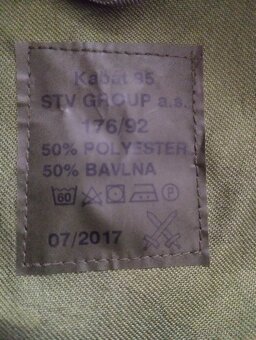 Kabát 95
STV GROUP a.s.
176/92
50% POLYESTER
50% BAVLNA
60 P
07/2017